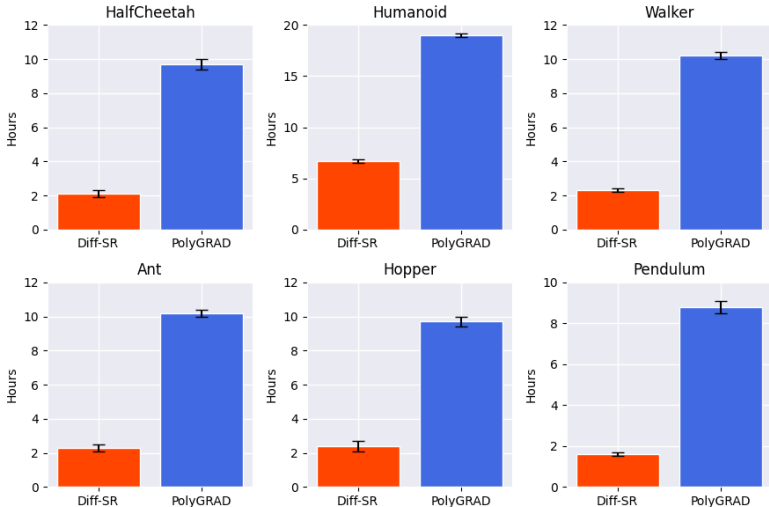 HalfCheetah
Humanoid
Walker
12
10
8
6
4
2
0
Hours
Diff-SR
PolyGRAD
20
15
10
5
0
Hours
Diff-SR
PolyGRAD
12
10
8
6
4
2
0
Hours
Diff-SR
PolyGRAD
Ant
Hopper
Pendulum
12
10
8
6
4
2
0
Hours
Diff-SR
PolyGRAD
12
10
8
6
4
2
0
Hours
Diff-SR
PolyGRAD
10
8
6
4
2
0
Hours
Diff-SR
PolyGRAD